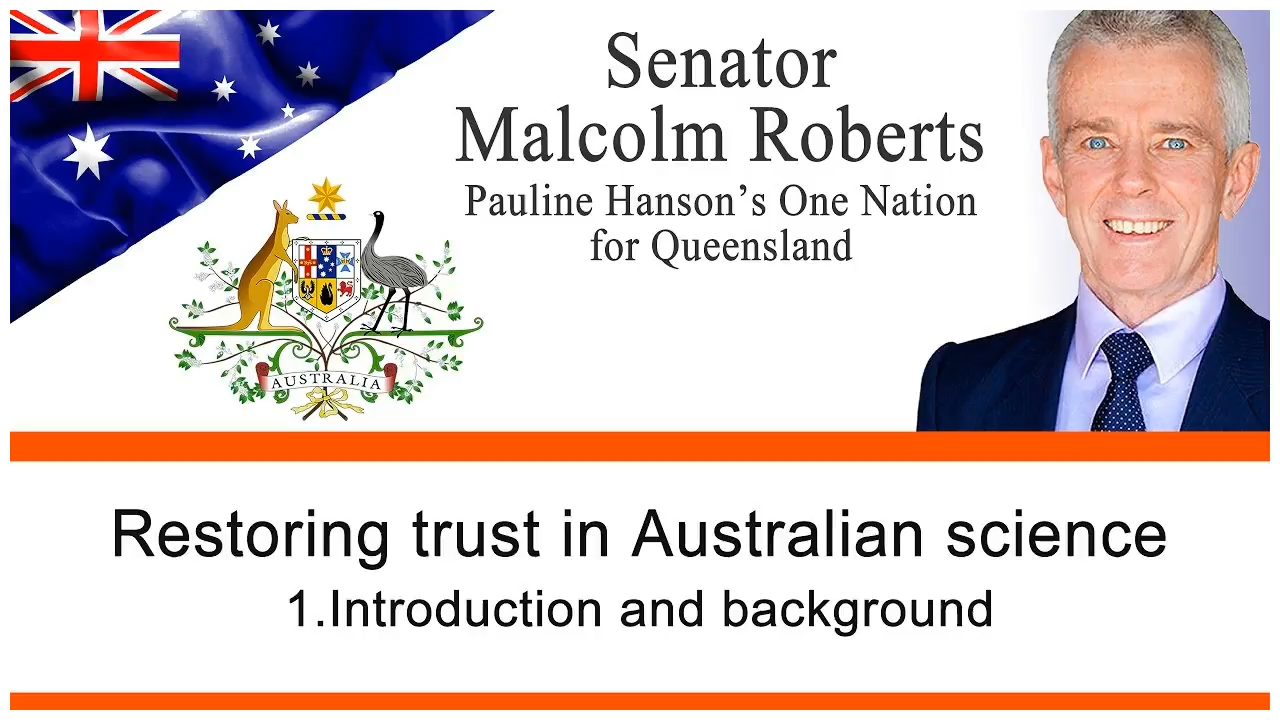 Senator
Malcolm Roberts
Pauline Hanson’s One Nation
for Queensland
AUSTRALIA
Restoring trust in Australian science
1.Introduction and background